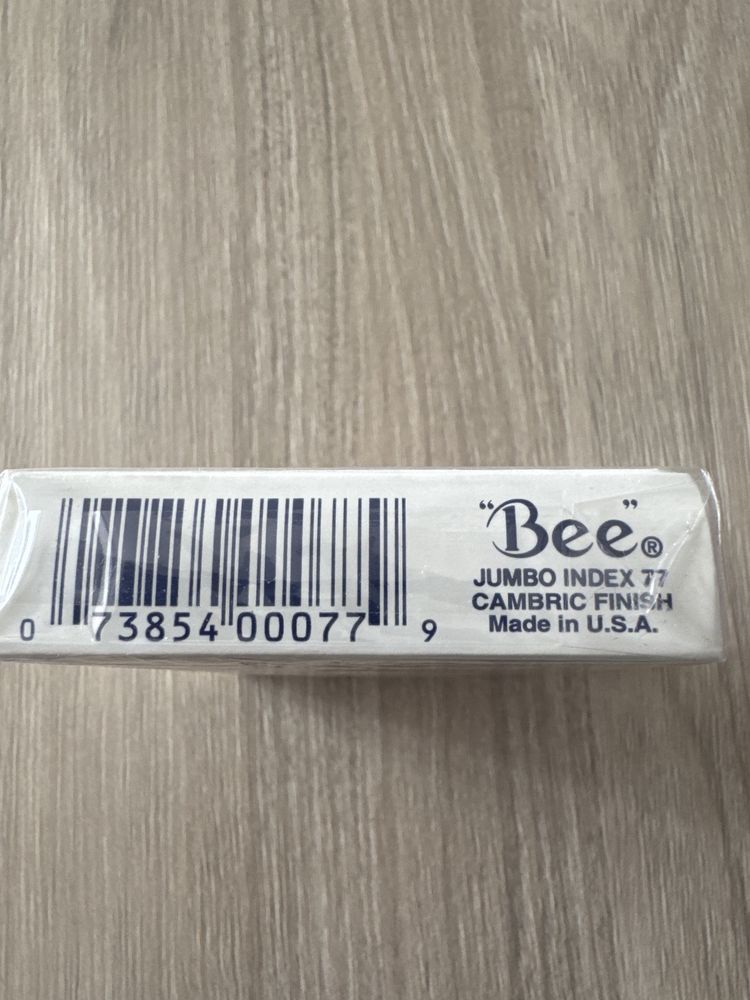 "Bee"®
JUMBO INDEX 77
CAMBRIC FINISH
Made in U.S.A.
0 73854 00077 9